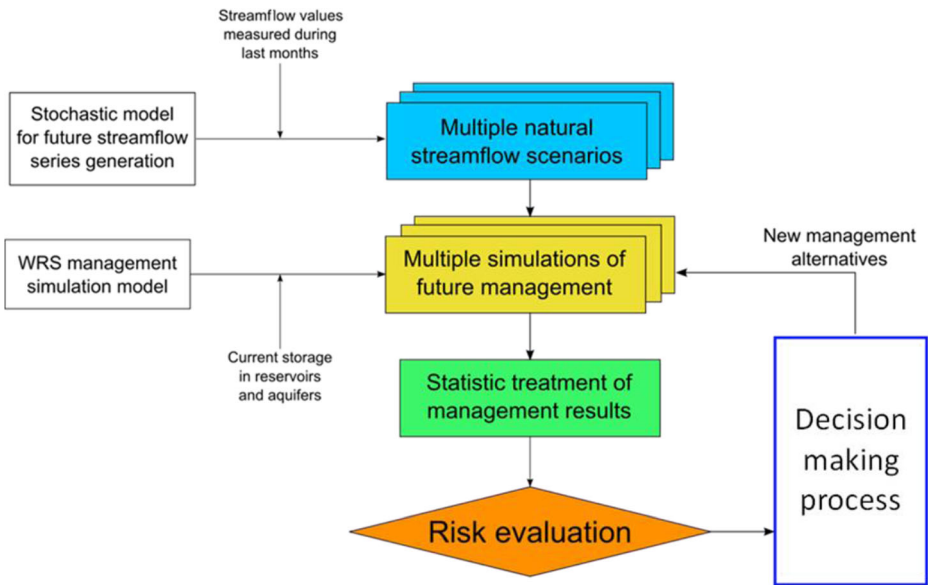 Streamflow values
measured during
last months
Stochastic model
for future streamflow
series generation
Multiple natural
streamflow scenarios
WRS management
simulation model
Multiple simulations of
future management
New management
alternatives
Current storage
in reservoirs
and aquifers
Statistic treatment of
management results
Decision
making
process
Risk evaluation